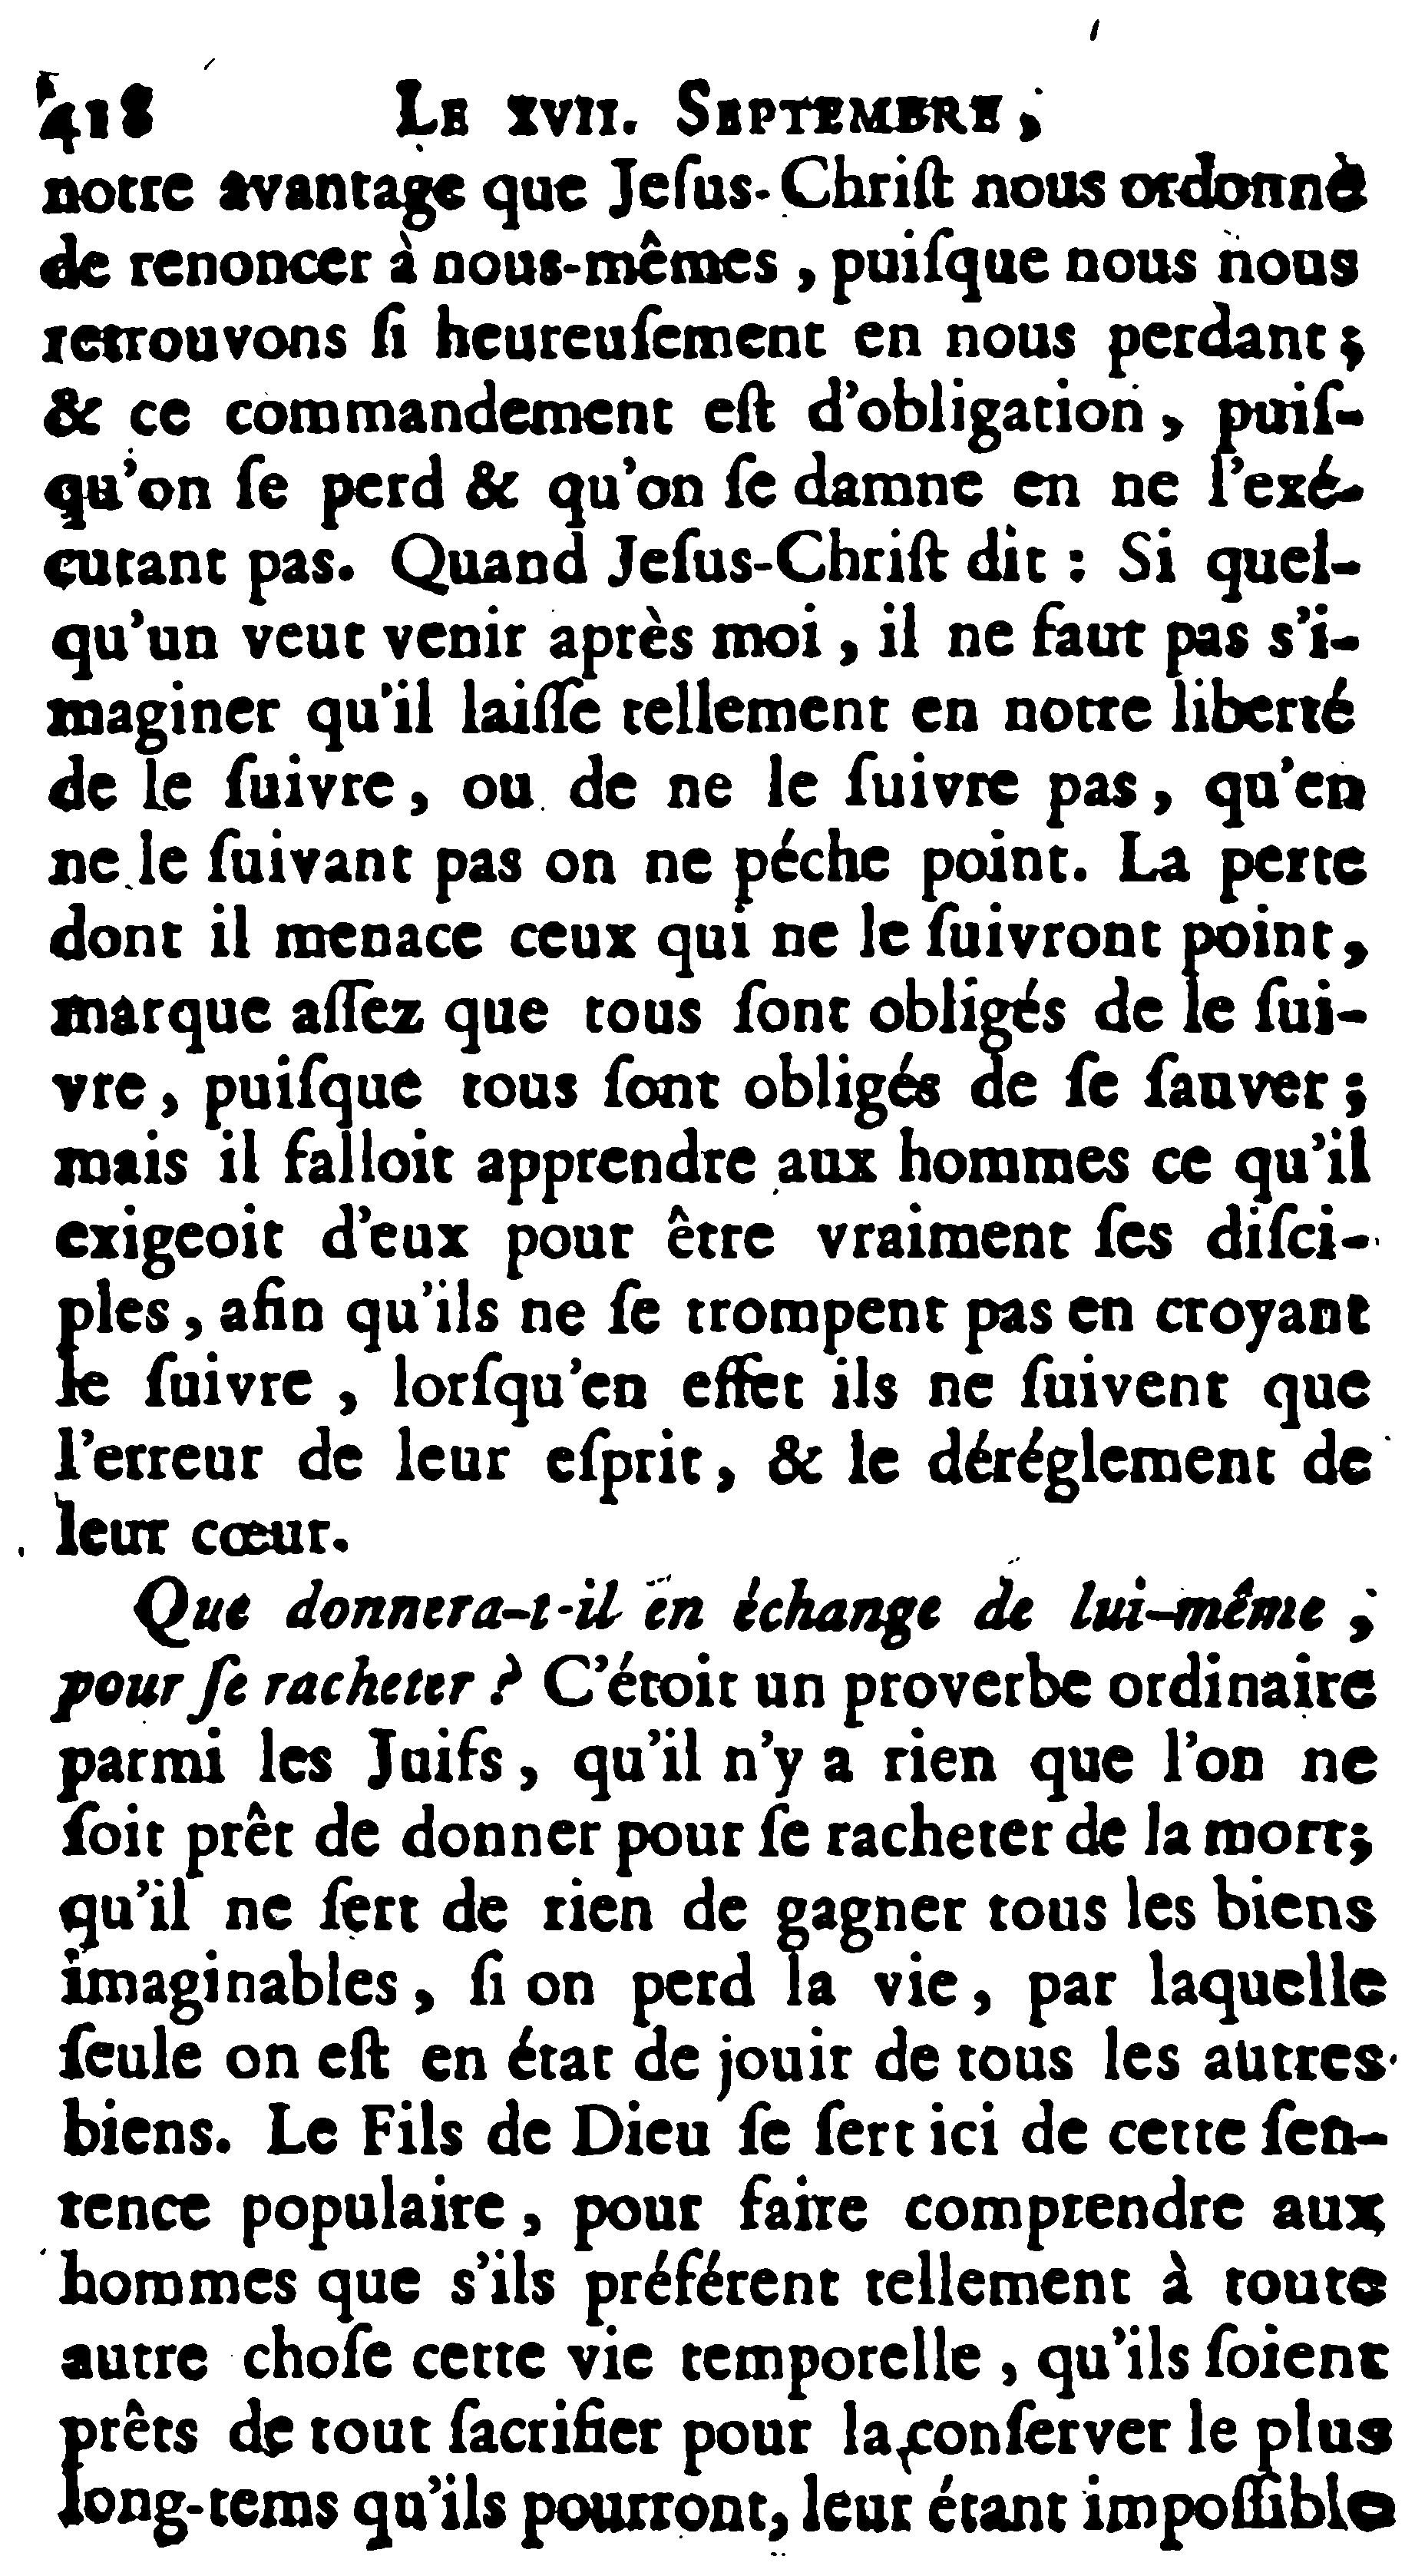 418 LE XVII. SEPTEMBRE,
notre avantage que Jeſus-Chriſt nous ordonne
de renoncer à nous-mêmes, puiſque nous nous
retrouvons ſi heureuſement en nous perdant;
& ce commandement eſt d'obligation, puiſ-
qu'on ſe perd & qu'on ſe damne en ne l'exé-
cutant pas. Quand Jeſus-Chriſt dit : Si quel-
qu'un veut venir après moi, il ne faut pas s'i-
maginer qu'il laiſſe tellement en notre liberté
de le ſuivre, ou de ne le ſuivre pas, qu'en
ne le ſuivant pas on ne péche point. La perte
dont il menace ceux qui ne le ſuivront point,
marque aſſez que tous ſont obligés de le ſui-
vre, puiſque tous ſont obligés de ſe ſauver;
mais il falloit apprendre aux hommes ce qu'il
exigeoit d'eux pour être vraiment ſes diſci-
ples, afin qu'ils ne ſe trompent pas en croyant
le ſuivre, lorſqu'en effet ils ne ſuivent que
l'erreur de leur eſprit, & le déréglement de
leur cœur.
Que donnera-t-il en échange de lui-même,
pour ſe racheter ? C'étoit un proverbe ordinaire
parmi les Juifs, qu'il n'y a rien que l'on ne
ſoit prêt de donner pour ſe racheter de la mort;
qu'il ne ſert de rien de gagner tous les biens
imaginables, ſi on perd la vie, par laquelle
ſeule on eſt en état de jouir de tous les autres
biens. Le Fils de Dieu ſe ſert ici de cette ſen-
tence populaire, pour faire comprendre aux
hommes que s'ils préférent tellement à toute
autre choſe cette vie temporelle, qu'ils ſoient
prêts de tout ſacrifier pour la conſerver le plus
long-tems qu'ils pourront, leur étant impoſſible